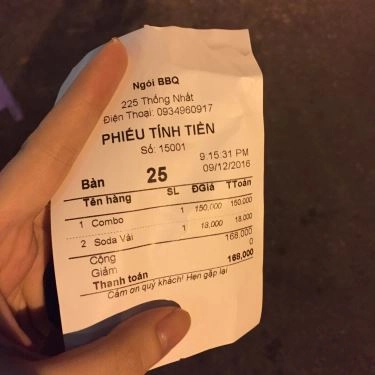 Ngói BBQ
225 Thống Nhất
Điện Thoại: 0934960917
PHIẾU TÍNH TIỀN
Số: 15001
9:15:31 PM
09/12/2016
Bàn 25
Tên hàng SL ĐGiá TToán
1 Combo 1 150,000 150,000
2 Soda Vải 1 18,000 18,000
Cộng 168,000
Giảm 0
Thanh toán 168,000
Cảm ơn quý khách! Hẹn gặp lại